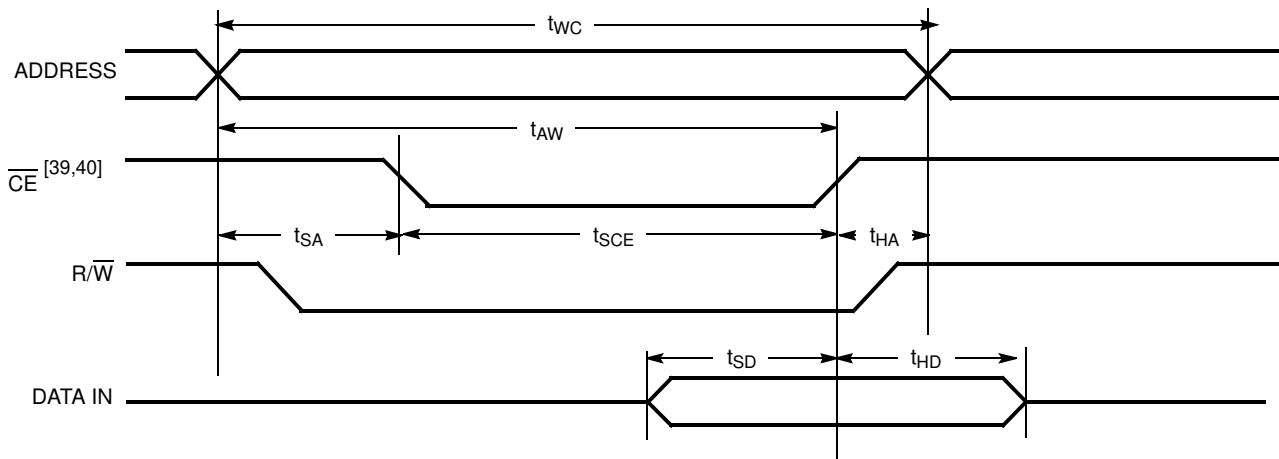 tWC
ADDRESS
tAW
CE [39,40]
tSA tSCE tHA
R/W
tSD tHD
DATA IN